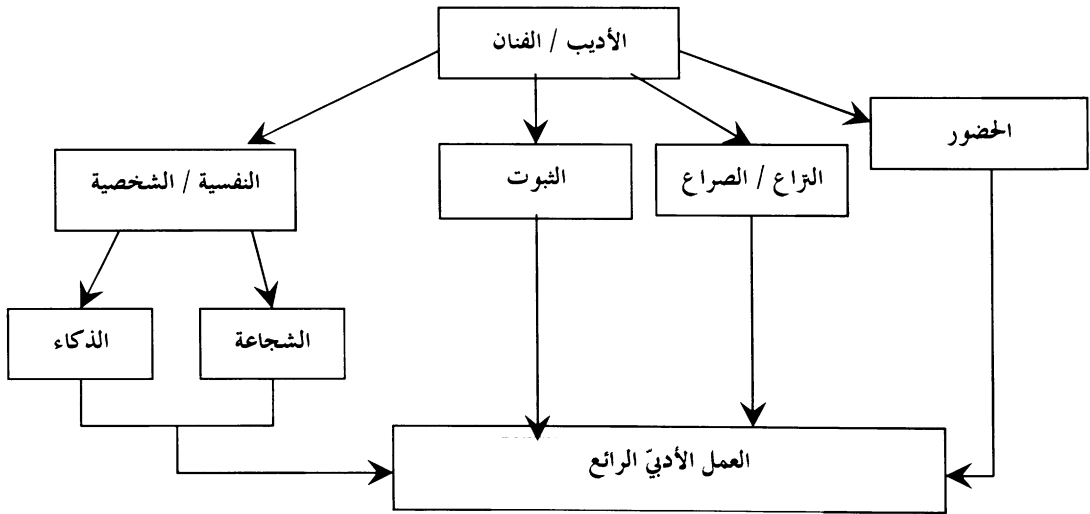 الأديب / الفنان
الحضور
النزاع / الصراع
الثبوت
النفسية / الشخصية
الشجاعة
الذكاء
العمل الأدبيّ الرائع